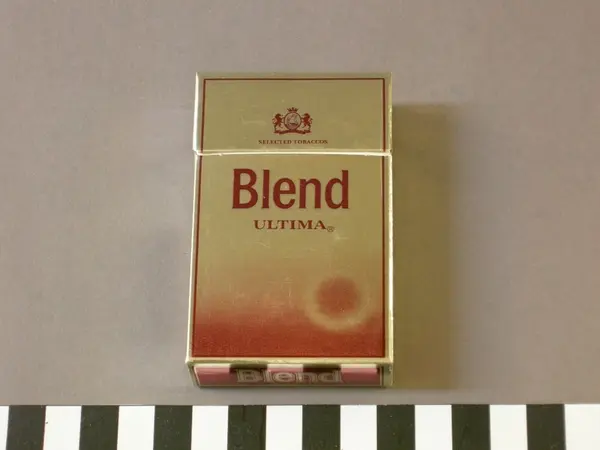 SELECTED TOBACCOS
Blend
ULTIMA®
Blend